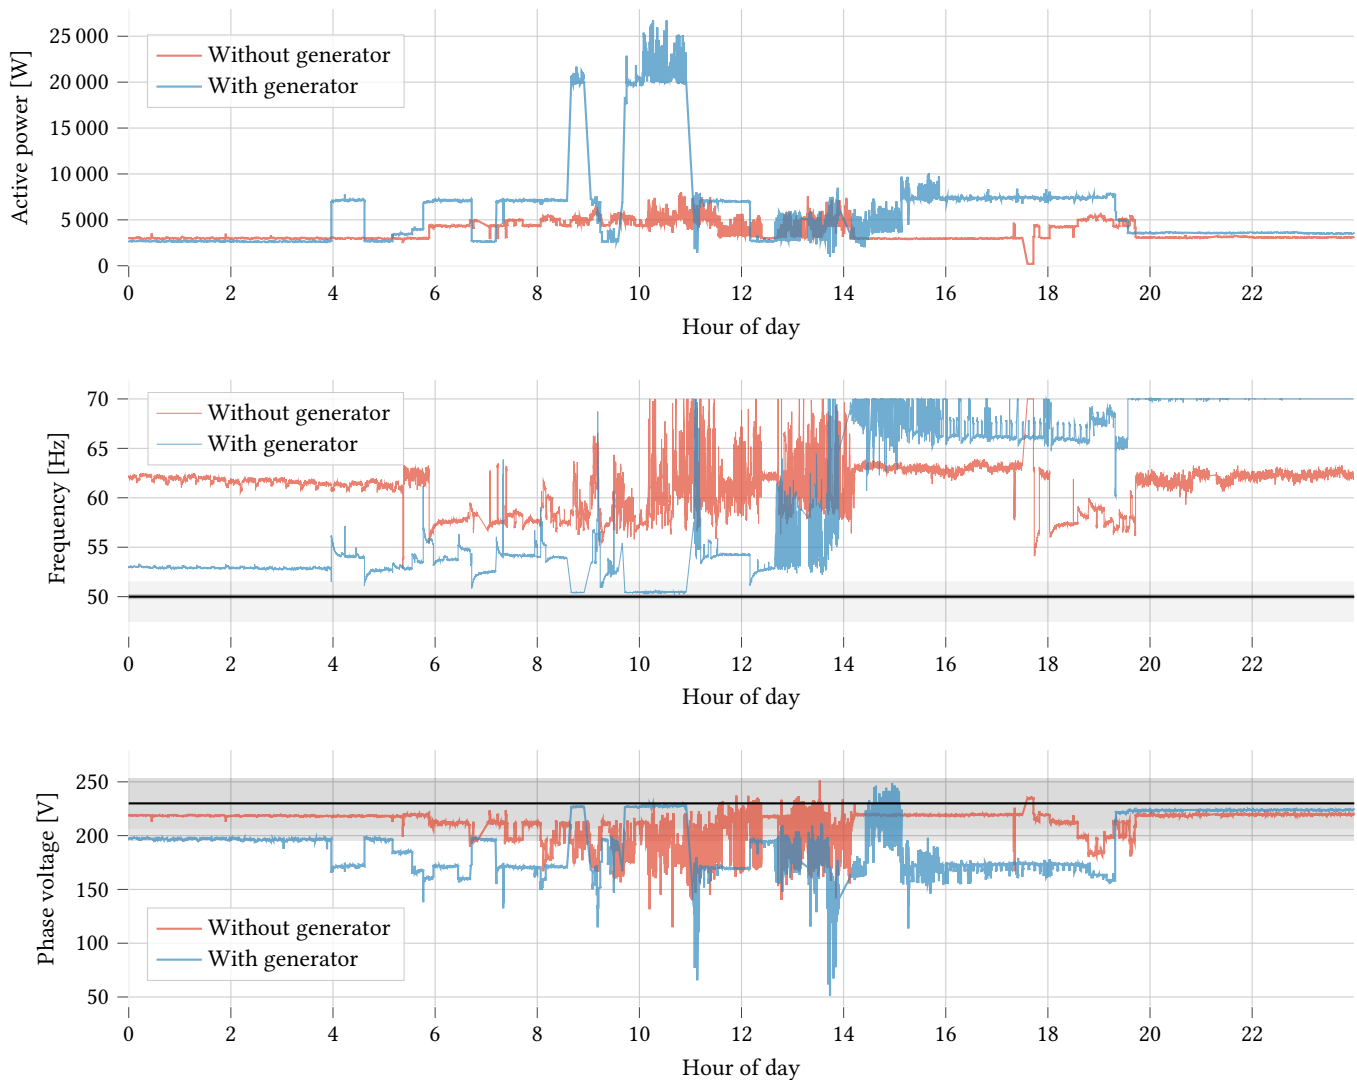 Active power [W]
25 000
20 000
15 000
10 000
5 000
0
Without generator
With generator
0 2 4 6 8 10 12 14 16 18 20 22
Hour of day
Frequency [Hz]
70
65
60
55
50
Without generator
With generator
0 2 4 6 8 10 12 14 16 18 20 22
Hour of day
Phase voltage [V]
250
200
150
100
50
Without generator
With generator
0 2 4 6 8 10 12 14 16 18 20 22
Hour of day